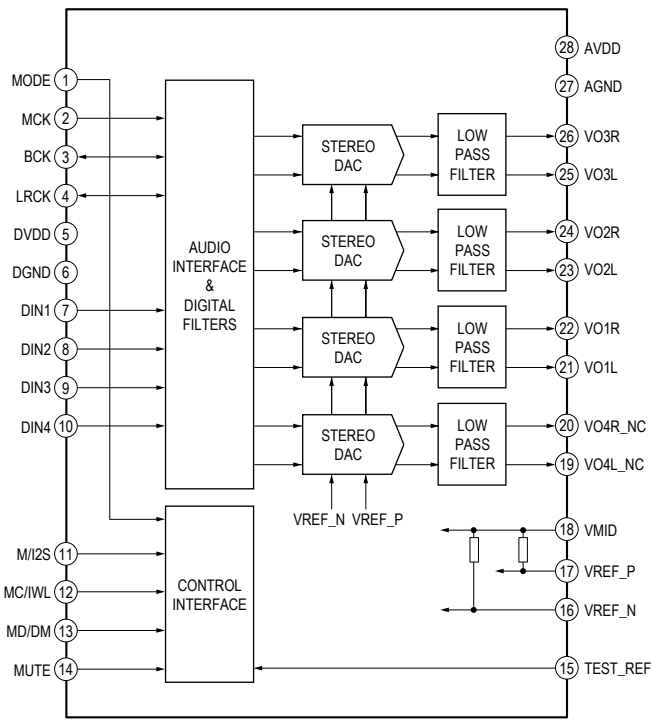 MODE 1
MCK 2
BCK 3
LRCK 4
DVDD 5
DGND 6
DIN1 7
DIN2 8
DIN3 9
DIN4 10
M/I2S 11
MC/IWL 12
MD/DM 13
MUTE 14
AUDIO
INTERFACE
&
DIGITAL
FILTERS
CONTROL
INTERFACE
STEREO
DAC
LOW
PASS
FILTER
STEREO
DAC
LOW
PASS
FILTER
STEREO
DAC
LOW
PASS
FILTER
STEREO
DAC
LOW
PASS
FILTER
VREF_N VREF_P
28 AVDD
27 AGND
26 VO3R
25 VO3L
24 VO2R
23 VO2L
22 VO1R
21 VO1L
20 VO4R_NC
19 VO4L_NC
18 VMID
17 VREF_P
16 VREF_N
15 TEST_REF